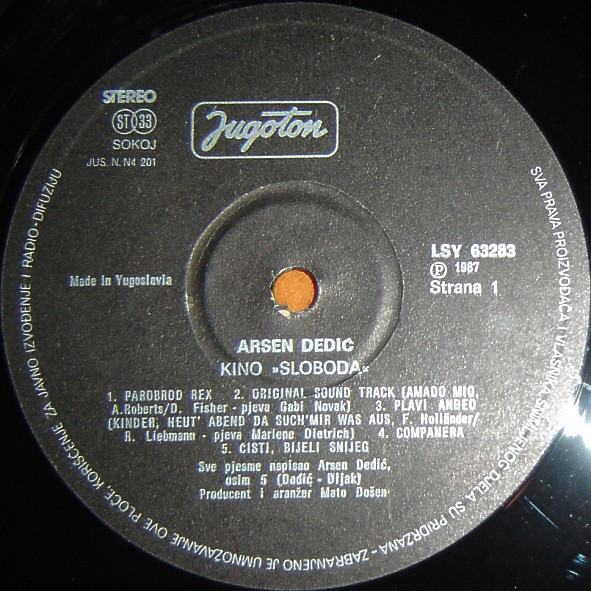 STEREO
ST 33
SOKOJ
JUS. N. N4 201
Jugoton
Made in Yugoslavia
LSY 63283
Ⓟ 1987
Strana 1
ARSEN DEDIC
KINO »SLOBODA«
1. PAROBROD REX 2. ORIGINAL SOUND TRACK (AMADO MIO,
A.Roberts/D. Fisher - pjeva Gabi Novak) 3. PLAVI ANĐEO
(KINDER, HEUT' ABEND DA SUCH'MIR WAS AUS, F. Holländer/
R. Liebmann - pjeva Marlene Dietrich) 4. COMPANERA
5. CISTI, BIJELI SNIJEG
Sve pjesme napisao Arsen Dedić,
osim 5 (Dedić - Dijak)
Producent i aranžer Mato Došen
SVA PRAVA PROIZVOĐAČA I VLASNIKA SNIMLJENOG DJELA SU PRIDRŽANA - ZABRANJENO JE UMNOŽAVANJE OVE PLOČE, KORIŠĆENJE ZA JAVNO IZVOĐENJE I RADIO-DIFUZIJU